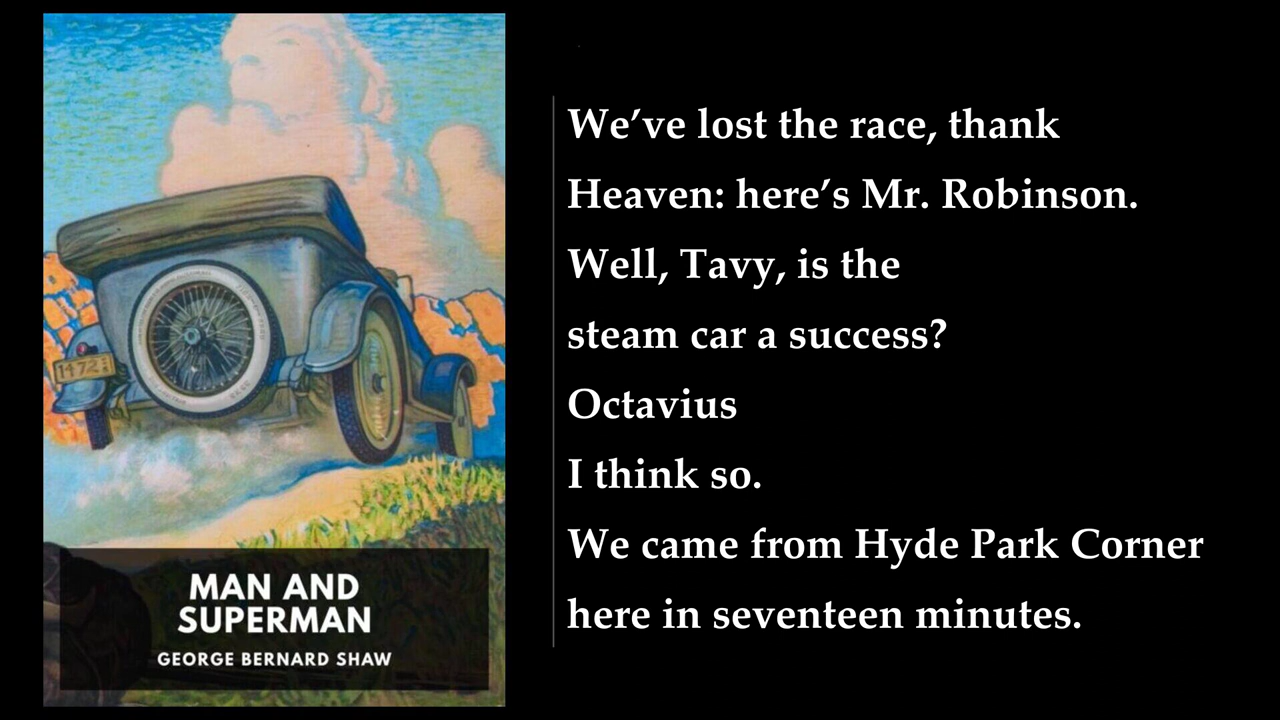 We’ve lost the race, thank
Heaven: here’s Mr. Robinson.
Well, Tavy, is the
steam car a success?
Octavius
I think so.
We came from Hyde Park Corner
here in seventeen minutes.
1472
MAN AND
SUPERMAN
GEORGE BERNARD SHAW